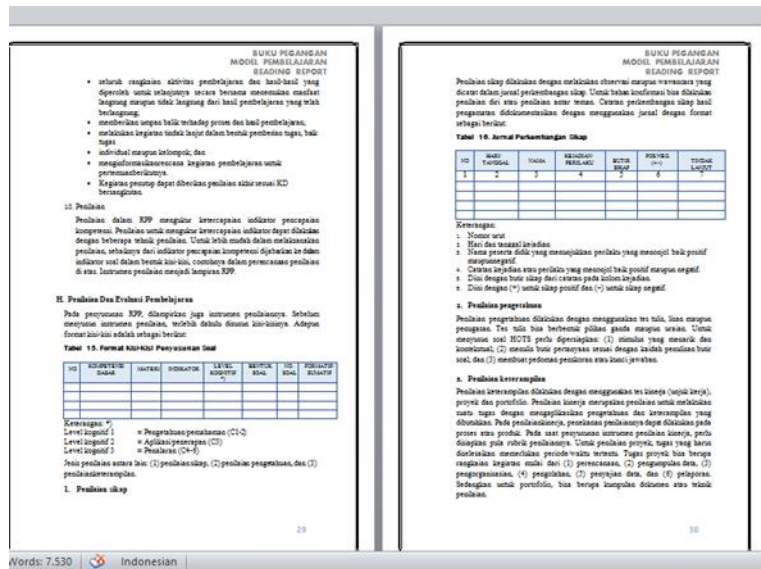 BUKU PEGANGAN
MODEL PEMBELAJARAN
READING REPORT
• seluruh rangkaian aktivitas pembelajaran dan hasil-hasil yang
diperoleh untuk selanjutnya secara bersama menemukan manfaat
langsung maupun tidak langsung dari hasil pembelajaran yang telah
berlangsung;
• memberikan umpan balik terhadap proses dan hasil pembelajaran;
• melakukan kegiatan tindak lanjut dalam bentuk pemberian tugas, baik
tugas
• individual maupun kelompok; dan
• menginformasikanrencana kegiatan pembelajaran untuk
pertemuanberikutnya.
• Kegiatan penutup dapat diberikan penilaian akhir sesuai KD
bersangkutan.
10. Penilaian
Penilaian dalam RPP mengukur ketercapaian indikator pencapaian
kompetensi. Penilaian untuk mengukur ketercapaian indikator dapat dilakukan
dengan beberapa tehnik penilaian. Untuk lebih mudah dalam melaksanakan
penilaian, sebaiknya dari indikator pencapaian kompetensi dijabarkan ke dalam
indikator soal dalam bentuk kisi-kisi, contohnya dalam perencanaan penilaian
di atas. Instrumen penilaian menjadi lampiran RPP.
H. Penilaian Dan Evaluasi Pembelajaran
Pada penyusunan RPP, dilampirkan juga instrumen penilaiannya. Sebelum
menyusun instrumen penilaian, terlebih dahulu disusun kisi-kisinya. Adapun
format kisi-kisi adalah sebagai berikut:
Tabel 15. Format Kisi-Kisi Penyusunan Soal
NO KOMPETENSI DASAR MATERI INDIKATOR LEVEL KOGNITIF *) BENTUK SOAL NO. SOAL FORMATIF SUMATIF
Keterangan: *)
Level kognitif 1 = Pengetahuan/pemahaman (C1-2)
Level kognitif 2 = Aplikasi/penerapan (C3)
Level kognitif 3 = Penalaran (C4-6)
Jenis penilaian antara lain: (1) penilaian sikap, (2) penilaian pengetahuan, dan (3)
penilaianketerampilan.
1. Penilaian sikap
29
BUKU PEGANGAN
MODEL PEMBELAJARAN
READING REPORT
Penilaian sikap dilakukan dengan melakukan observasi maupun wawancara yang
dicatat dalam jurnal perkembangan sikap. Untuk bahan konfirmasi bisa dilakukan
penilaian diri atau penilaian antar teman. Catatan perkembangan sikap hasil
pengamatan didokumentasikan dengan menggunakan jurnal dengan format
sebagai berikut:
Tabel 16. Jurnal Perkembangan Sikap
NO HARI/ TANGGAL NAMA KEJADIAN/ PERILAKU BUTIR SIKAP POS/NEG (+/-) TINDAK LANJUT
1 2 3 4 5 6 7
Keterangan:
1. Nomor urut
2. Hari dan tanggal kejadian
3. Nama peserta didik yang menunjukkan perilaku yang menonjol baik positif
maupunnegatif.
4. Catatan kejadian atau perilaku yang menonjol baik positif maupun negatif.
5. Diisi dengan butir sikap dari catatan pada kolom kejadian.
6. Diisi dengan (+) untuk sikap positif dan (-) untuk sikap negatif.
2. Penilaian pengetahuan
Penilaian pengetahuan dilakukan dengan menggunakan tes tulis, lisan maupun
penugasan. Tes tulis bisa berbentuk pilihan ganda maupun uraian. Untuk
menyusun soal HOTS perlu dipersiapkan: (1) stimulus yang menarik dan
kontekstual, (2) menulis butir pertanyaan sesuai dengan kaidah penulisan butir
soal, dan (3) membuat pedoman penskoran atau kunci jawaban.
Penilaian keterampilan
Penilaian keterampilan dilakukan dengan menggunakan tes kinerja (unjuk kerja),
proyek dan portofolio. Penilaian kinerja merupakan penilaian untuk melakukan
suatu tugas dengan mengaplikasikan pengetahuan dan keterampilan yang
dibutuhkan. Pada penilaiankinerja, penekanan penilaiannya dapat dilakukan pada
proses atau produk. Pada saat penyusunan instrumen penilaian kinerja, perlu
disiapkan pula rubrik penilaiannya. Untuk penilaian proyek, tugas yang harus
diselesaikan memerlukan periode/waktu tertentu. Tugas proyek bisa berupa
rangkaian kegiatan mulai dari (1) perencanaan, (2) pengumpulan data, (3)
pengorganisasian, (4) pengolahan, (5) penyajian data, dan (6) pelaporan.
Sedangkan untuk portofolio, bisa berupa kumpulan dokumen atau teknik
penilaian.
30
Words: 7.530 Indonesian